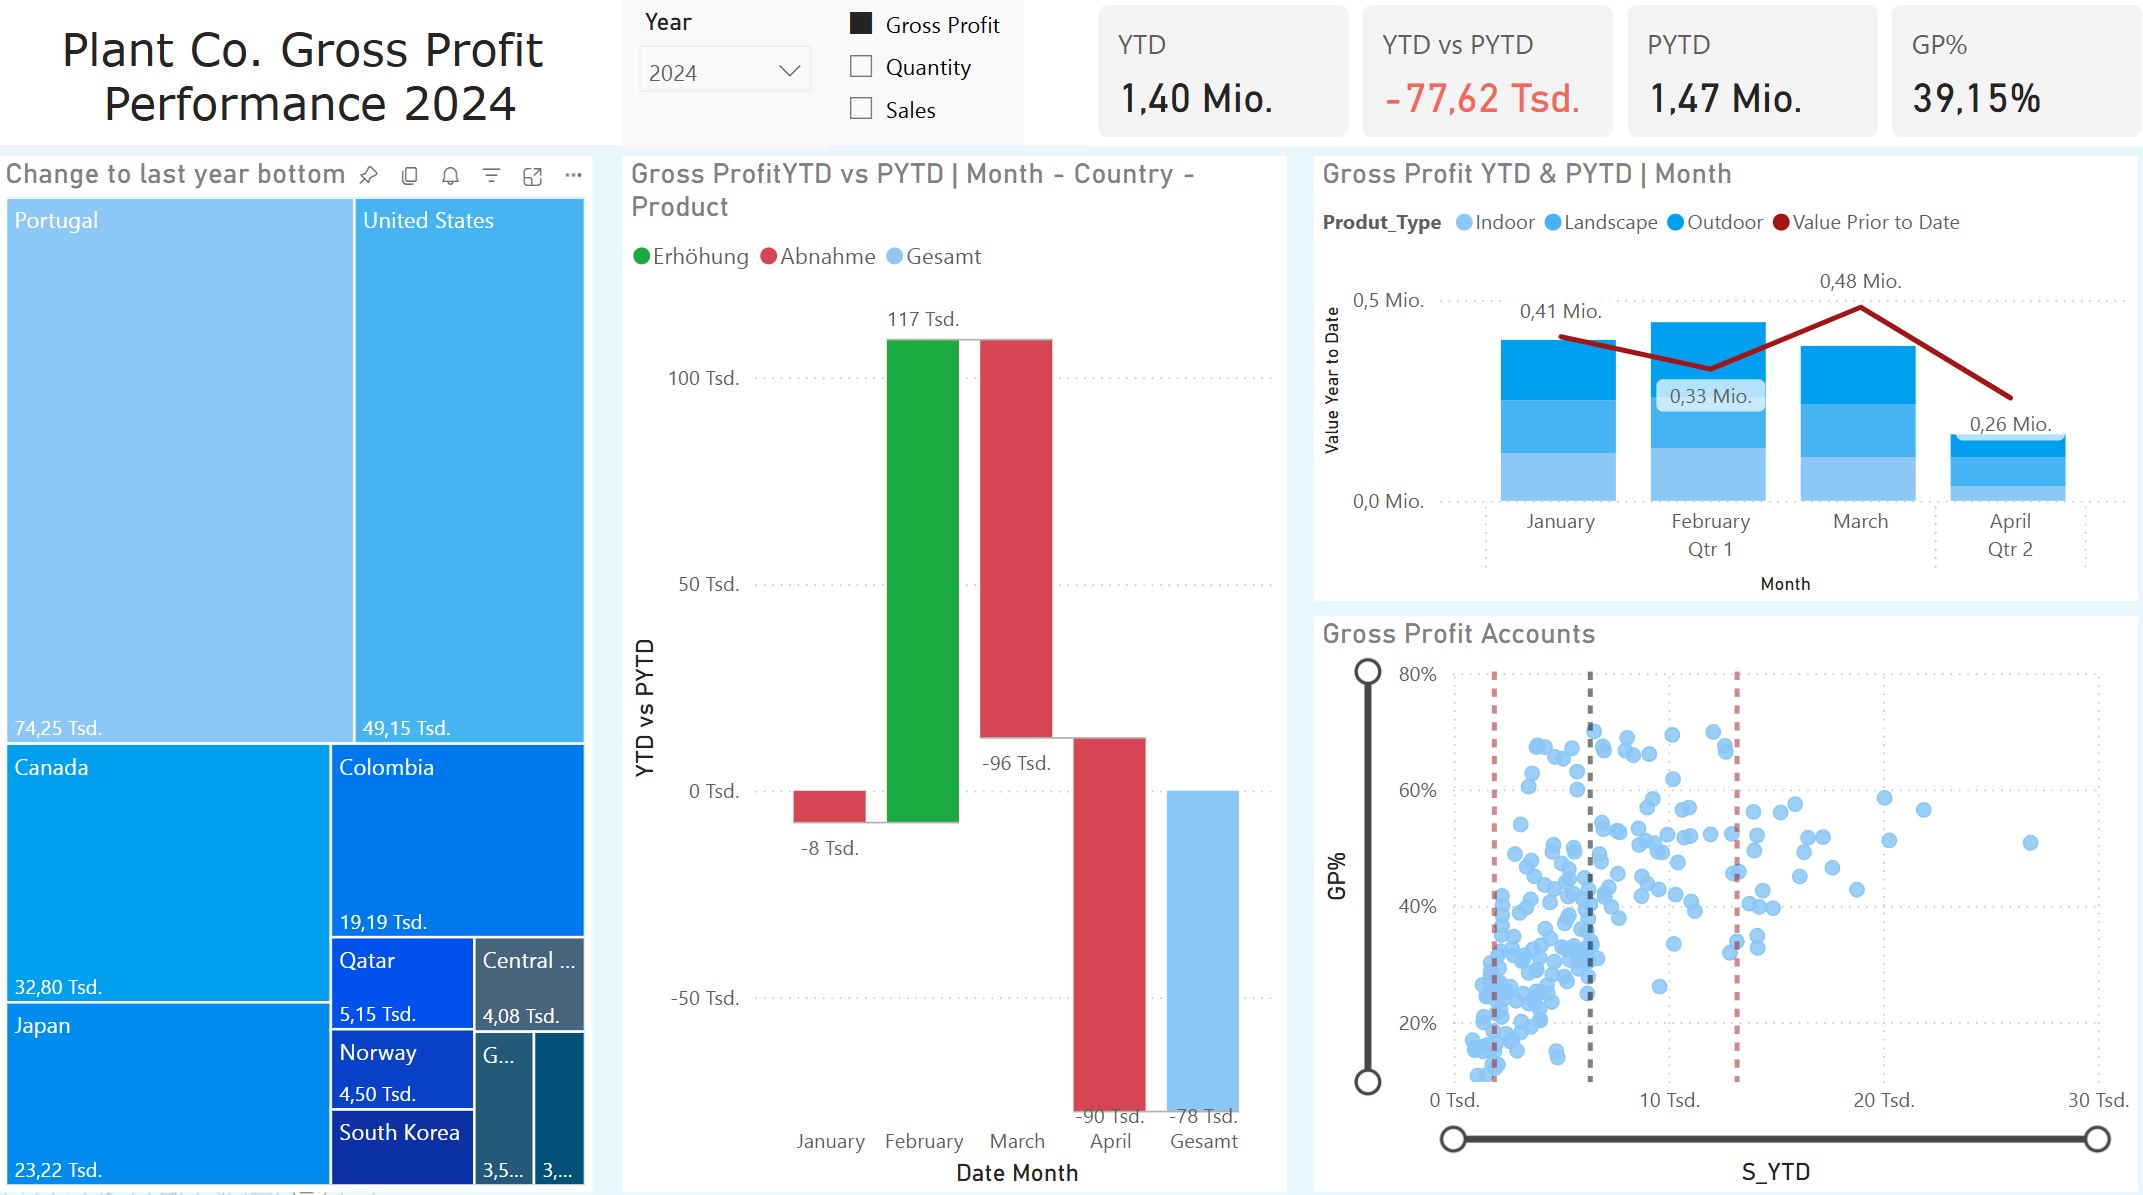 Plant Co. Gross Profit
Performance 2024
Year
2024
Gross Profit
Quantity
Sales
YTD
1,40 Mio.
YTD vs PYTD
-77,62 Tsd.
PYTD
1,47 Mio.
GP%
39,15%
Change to last year bottom
Portugal
74,25 Tsd.
United States
49,15 Tsd.
Canada
32,80 Tsd.
Colombia
19,19 Tsd.
Japan
23,22 Tsd.
Qatar
5,15 Tsd.
Central ...
4,08 Tsd.
Norway
4,50 Tsd.
South Korea
G...
3,5...
3,...
Gross ProfitYTD vs PYTD | Month - Country -
Product
Erhöhung Abnahme Gesamt
YTD vs PYTD
100 Tsd.
50 Tsd.
0 Tsd.
-50 Tsd.
-8 Tsd.
117 Tsd.
-96 Tsd.
-90 Tsd.
-78 Tsd.
January February March April Gesamt
Date Month
Gross Profit YTD & PYTD | Month
Produt_Type Indoor Landscape Outdoor Value Prior to Date
Value Year to Date
0,5 Mio.
0,0 Mio.
0,41 Mio.
0,33 Mio.
0,48 Mio.
0,26 Mio.
January February March April
Qtr 1 Qtr 2
Month
Gross Profit Accounts
GP%
80%
60%
40%
20%
0 Tsd. 10 Tsd. 20 Tsd. 30 Tsd.
S_YTD